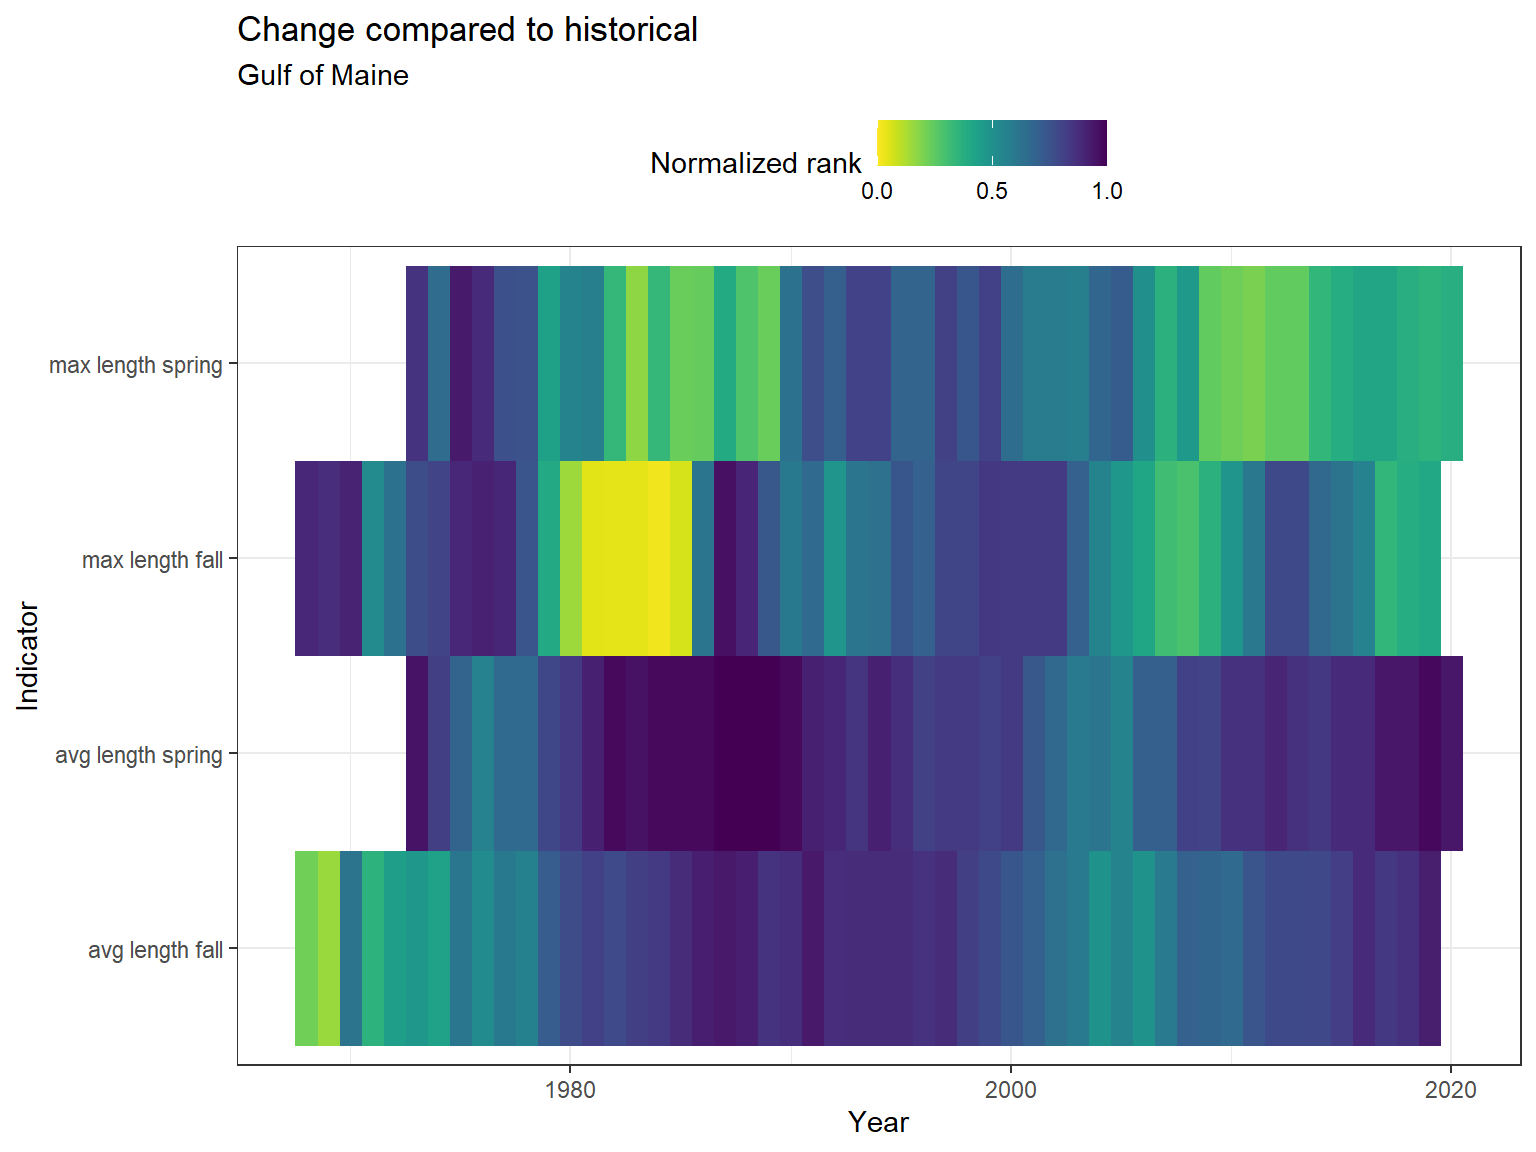 Change compared to historical
Gulf of Maine
Normalized rank
0.0 0.5 1.0
max length spring
max length fall
avg length spring
avg length fall
Indicator
1980 2000 2020
Year